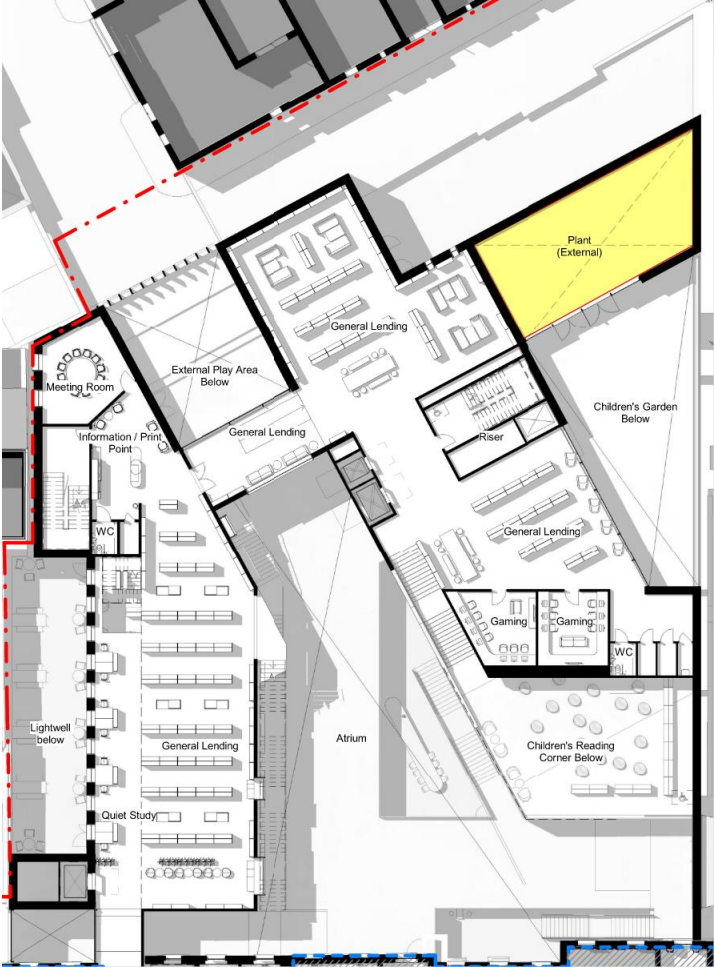 Plant
(External)
General Lending
External Play Area
Below
Meeting Room
Children's Garden
Below
Information / Print
Point
General Lending
Riser
WC
General Lending
Gaming
Gaming
WC
Lightwell
below
General Lending
Atrium
Children's Reading
Corner Below
Quiet Study